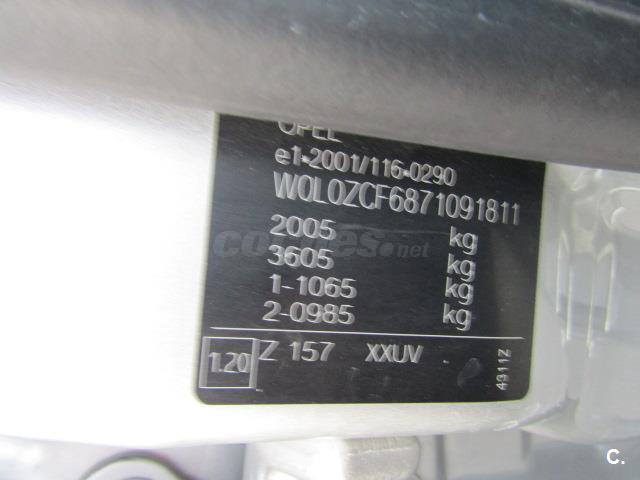 OPEL
e1-2001/116-0290
W0L0ZCF6871091811
2005 kg
3605 kg
1-1065 kg
2-0985 kg
1.20 Z 157 XXUV
4311Z
coches.net
C.